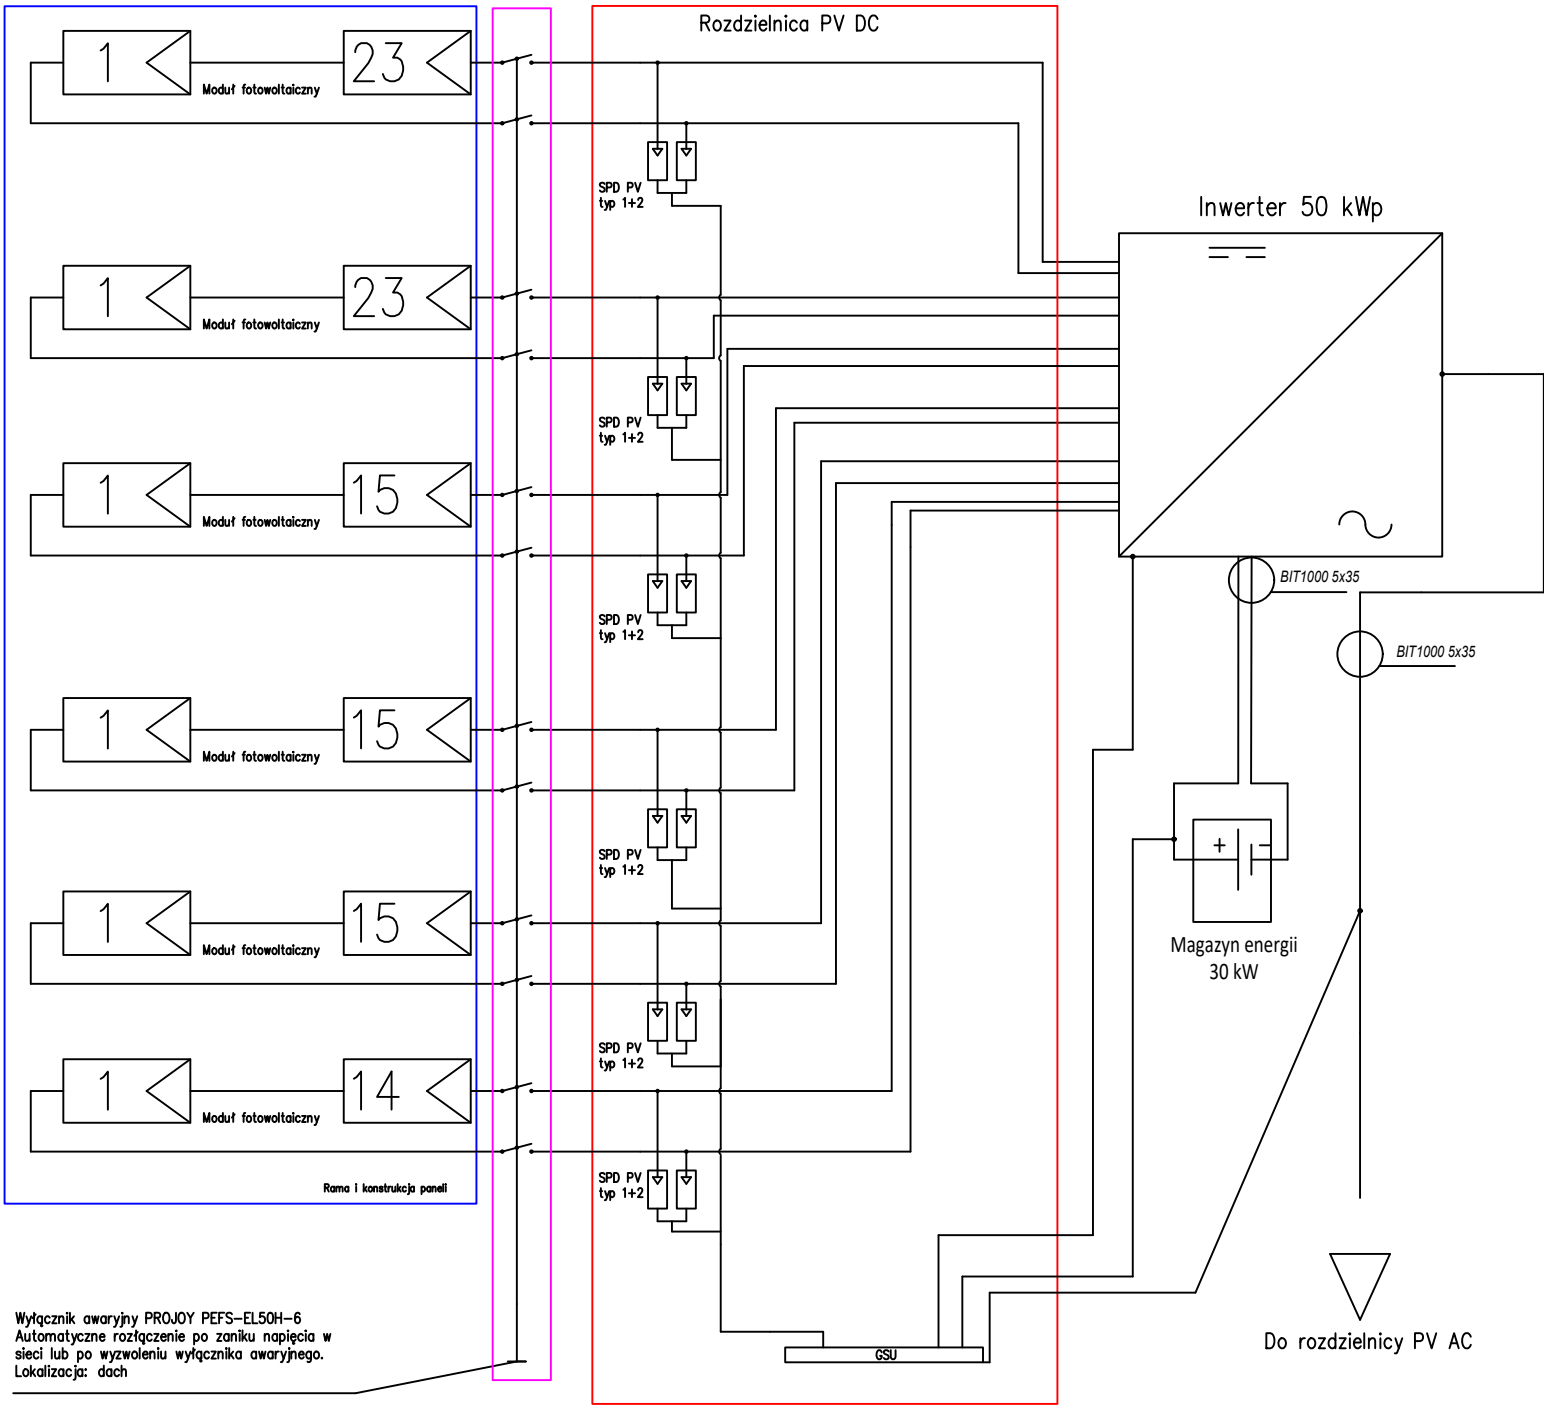 Rozdzielnica PV DC
1 23
Moduł fotowoltaiczny
SPD PV
typ 1+2
Inwerter 50 kWp
1 23
Moduł fotowoltaiczny
SPD PV
typ 1+2
1 15
Moduł fotowoltaiczny
SPD PV
typ 1+2
BIT1000 5x35
BIT1000 5x35
1 15
Moduł fotowoltaiczny
SPD PV
typ 1+2
+ −
Magazyn energii
30 kW
1 15
Moduł fotowoltaiczny
SPD PV
typ 1+2
1 14
Moduł fotowoltaiczny
SPD PV
typ 1+2
Rama i konstrukcja paneli
Wyłącznik awaryjny PROJOY PEFS-EL50H-6
Automatyczne rozłączenie po zaniku napięcia w
sieci lub po wyzwoleniu wyłącznika awaryjnego.
Lokalizacja: dach
GSU
Do rozdzielnicy PV AC